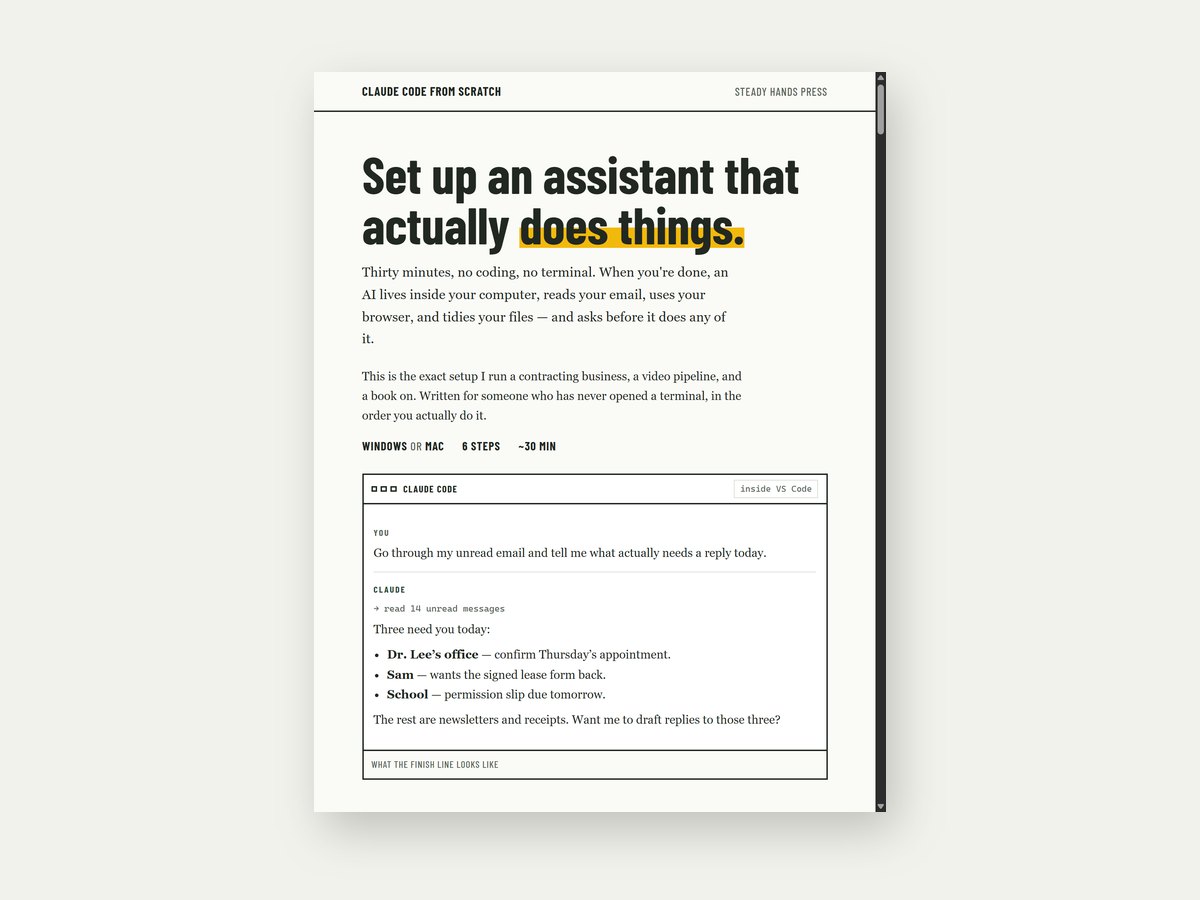 CLAUDE CODE FROM SCRATCH
STEADY HANDS PRESS
Set up an assistant that
actually does things.
Thirty minutes, no coding, no terminal. When you're done, an
AI lives inside your computer, reads your email, uses your
browser, and tidies your files — and asks before it does any of
it.
This is the exact setup I run a contracting business, a video pipeline, and
a book on. Written for someone who has never opened a terminal, in the
order you actually do it.
WINDOWS OR MAC 6 STEPS ~30 MIN
CLAUDE CODE
inside VS Code
YOU
Go through my unread email and tell me what actually needs a reply today.
CLAUDE
→ read 14 unread messages
Three need you today:
• Dr. Lee’s office — confirm Thursday’s appointment.
• Sam — wants the signed lease form back.
• School — permission slip due tomorrow.
The rest are newsletters and receipts. Want me to draft replies to those three?
WHAT THE FINISH LINE LOOKS LIKE